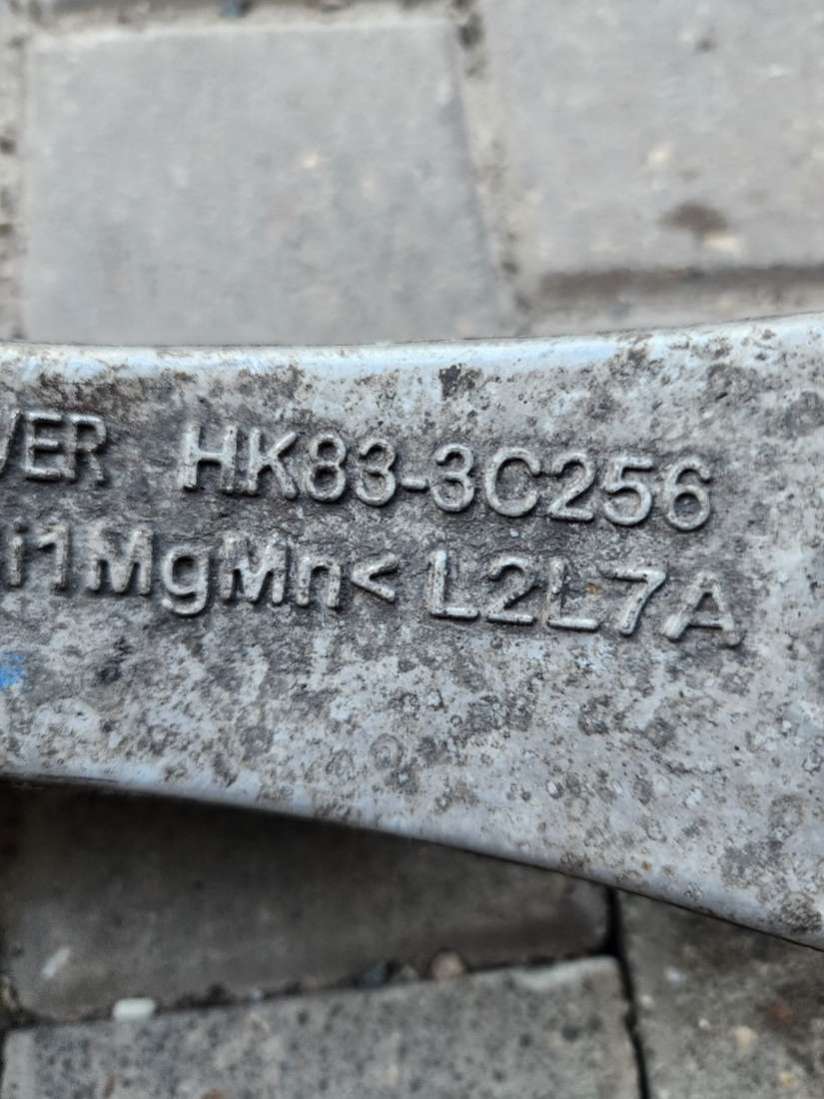 VER HK83-3C256
i1MgMn< L2L7A